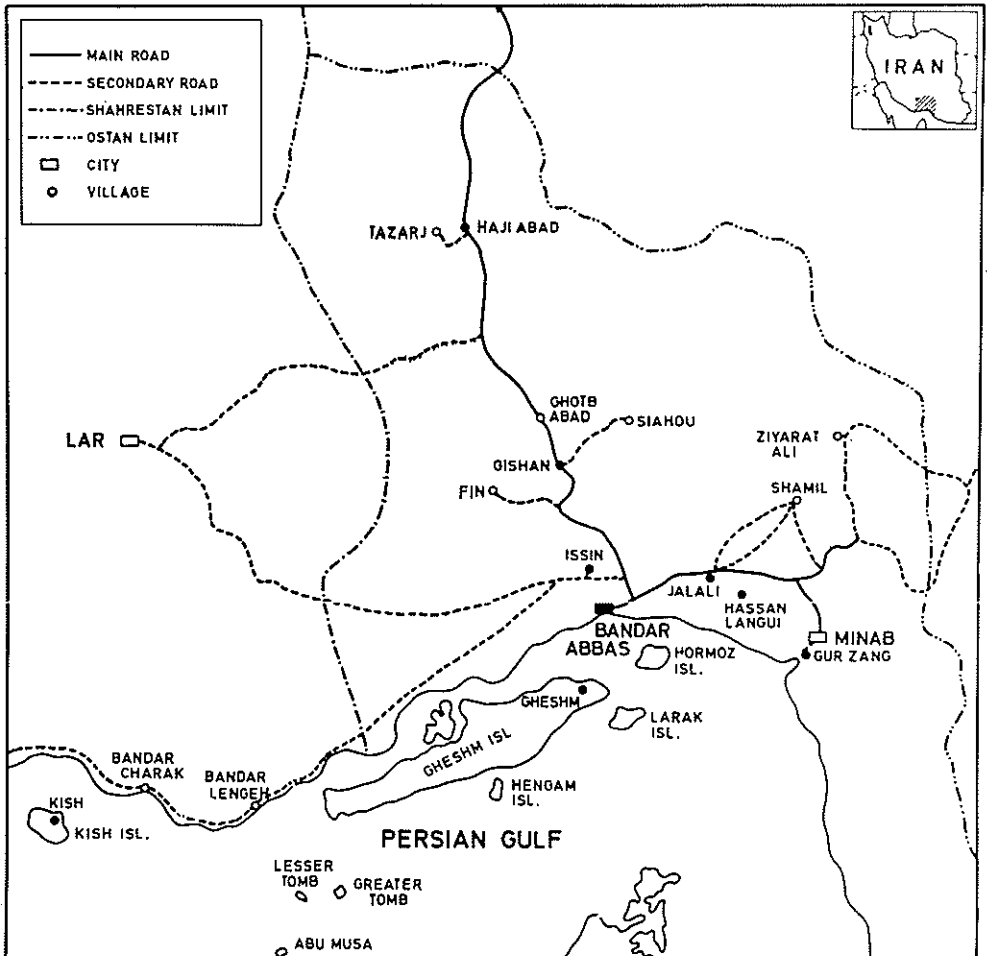 MAIN ROAD
SECONDARY ROAD
SHAHRESTAN LIMIT
OSTAN LIMIT
CITY
VILLAGE
IRAN
TAZARJ
HAJI ABAD
GHOTB
ABAD
SIAHOU
LAR
ZIYARAT
ALI
GISHAN
FIN
SHAMIL
ISSIN
JALALI
HASSAN
LANGUI
BANDAR
ABBAS
MINAB
GUR ZANG
HORMOZ
ISL.
GHESHM
LARAK
ISL.
GHESHM ISL
BANDAR
CHARAK
BANDAR
LENGEH
HENGAM
ISL.
KISH
KISH ISL.
PERSIAN GULF
LESSER
TOMB
GREATER
TOMB
ABU MUSA